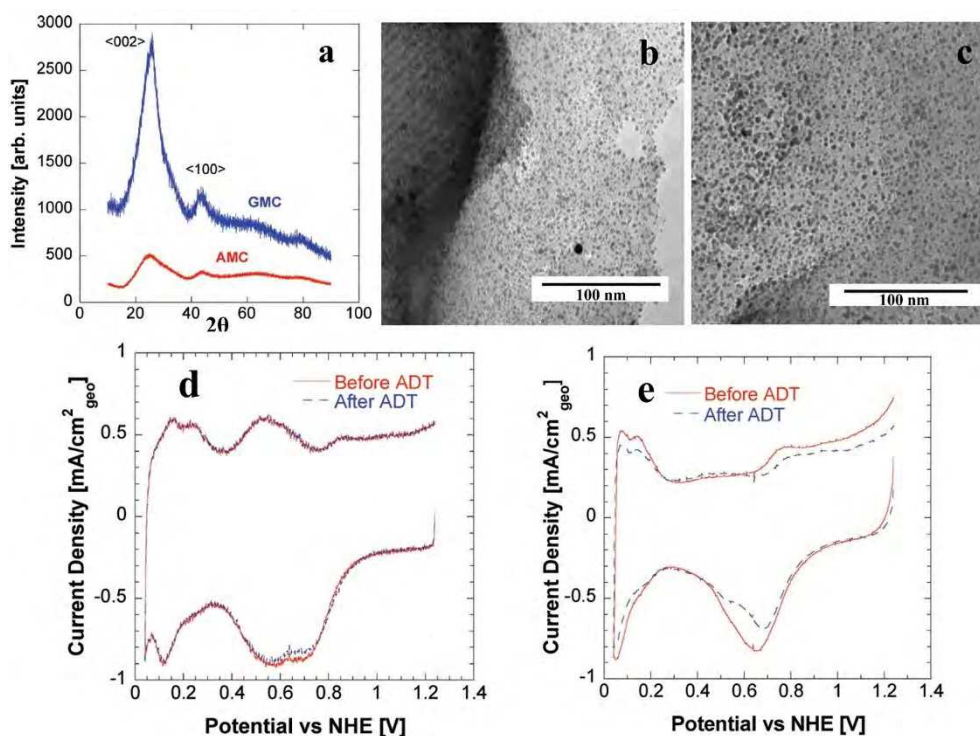 a
<002>
<100>
GMC
AMC
Intensity [arb. units]
3000
2500
2000
1500
1000
500
0
0 20 40 60 80 100
2θ
b
100 nm
c
100 nm
d
Before ADT
After ADT
Current Density [mA/cm²geo]
1
0.5
0
-0.5
-1
0 0.2 0.4 0.6 0.8 1 1.2 1.4
Potential vs NHE [V]
e
Before ADT
After ADT
Current Density [mA/cm²geo]
1
0.5
0
-0.5
-1
0 0.2 0.4 0.6 0.8 1 1.2 1.4
Potential vs NHE [V]